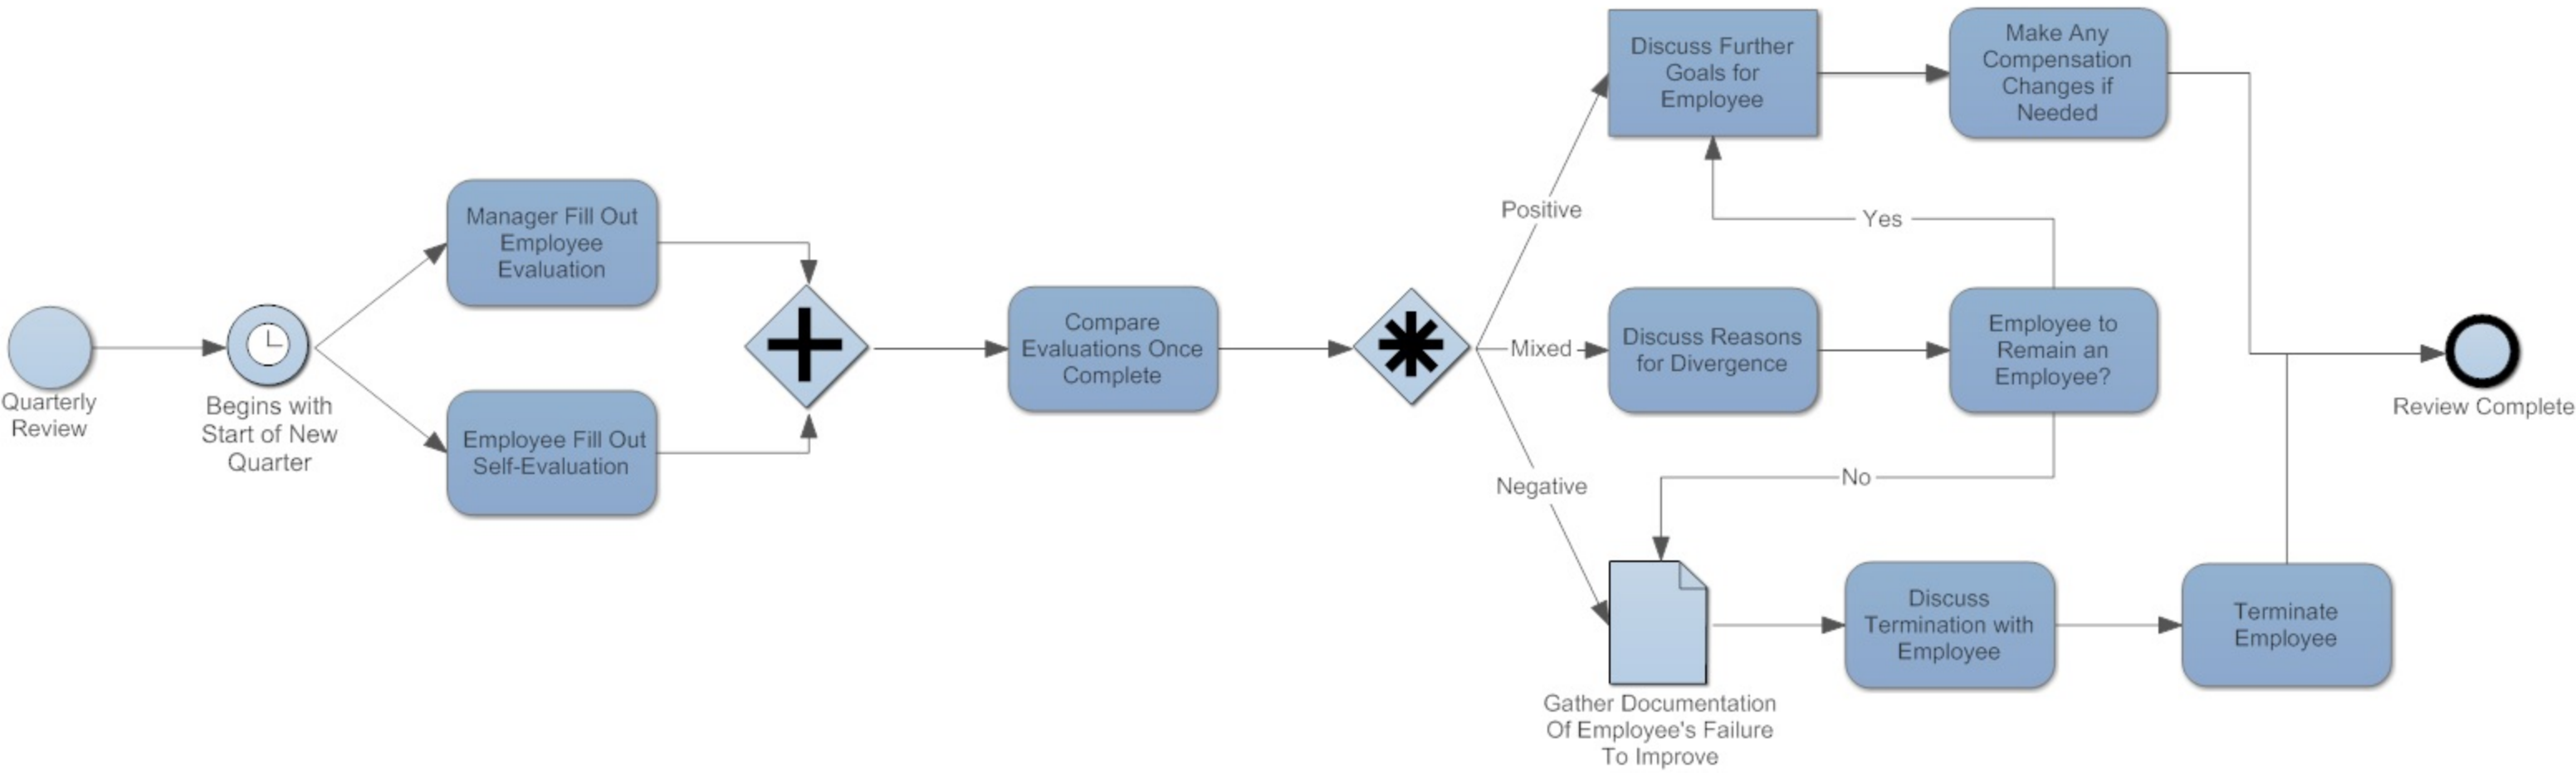 Quarterly
Review
Begins with
Start of New
Quarter
Manager Fill Out
Employee
Evaluation
Employee Fill Out
Self-Evaluation
Compare
Evaluations Once
Complete
Positive
Mixed
Negative
Discuss Further
Goals for
Employee
Make Any
Compensation
Changes if
Needed
Yes
Discuss Reasons
for Divergence
Employee to
Remain an
Employee?
No
Gather Documentation
Of Employee's Failure
To Improve
Discuss
Termination with
Employee
Terminate
Employee
Review Complete